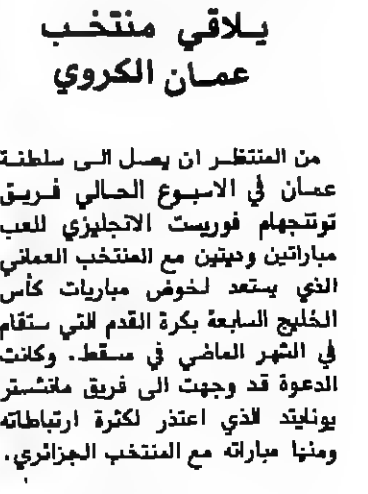 يلاقي منتخب
عمان الكروي
من المنتظر ان يصل الى سلطنة
عمان في الاسبوع الحالي فريق
نوتنجهام فوريست الانجليزي للعب
مباراتين وديتين مع المنتخب العماني
الذي يستعد لخوض مباريات كأس
الخليج السابعة بكرة القدم التي ستقام
في الشهر الماضي في مسقط. وكانت
الدعوة قد وجهت الى فريق مانشستر
يونايتد الذي اعتذر لكثرة ارتباطاته
ومنها مباراته مع المنتخب الجزائري.